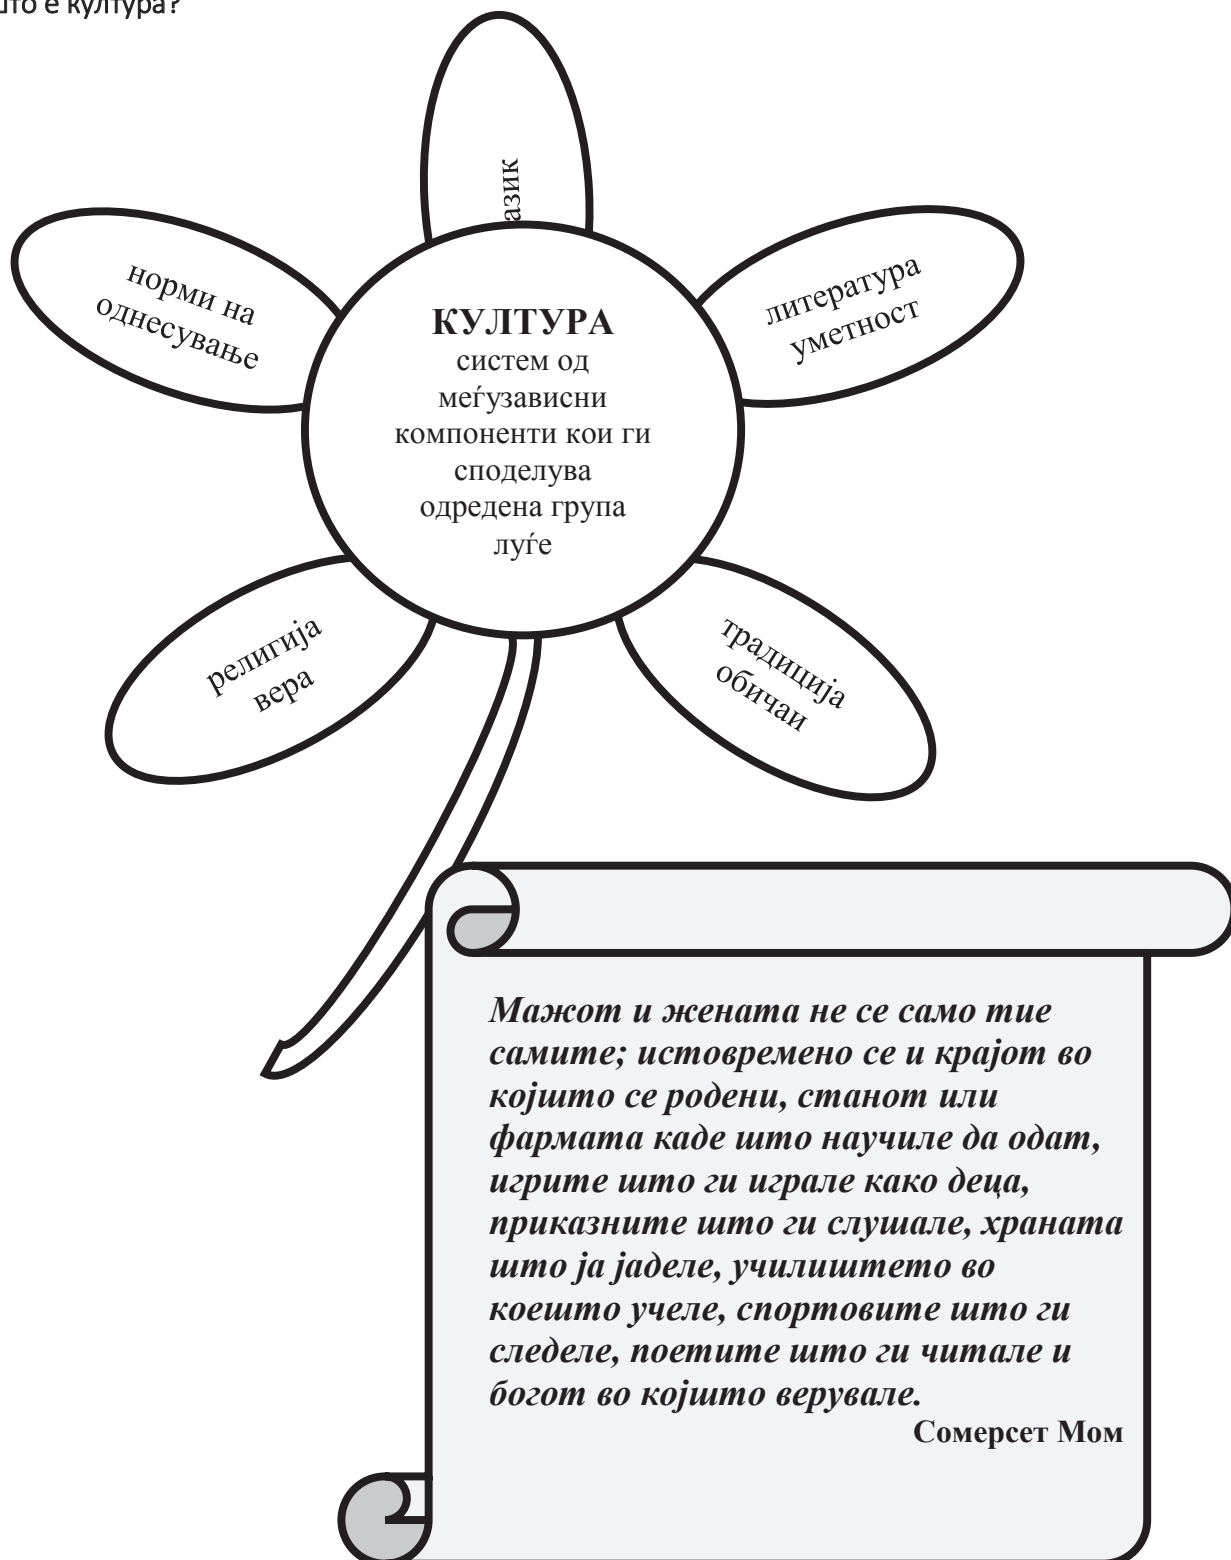 е култура?
азик
норми на
однесување
литература
уметност
КУЛТУРА
систем од
меѓузависни
компоненти кои ги
споделува
одредена група
луѓе
религија
вера
традиција
обичаи
Мажот и жената не се само тие
самите; истовремено се и крајот во
којшто се родени, станот или
фармата каде што научиле да одат,
игрите што ги играле како деца,
приказните што ги слушале, храната
што ја јаделе, училиштето во
коешто учеле, спортовите што ги
следеле, поетите што ги читале и
богот во којшто верувале.
Сомерсет Мом